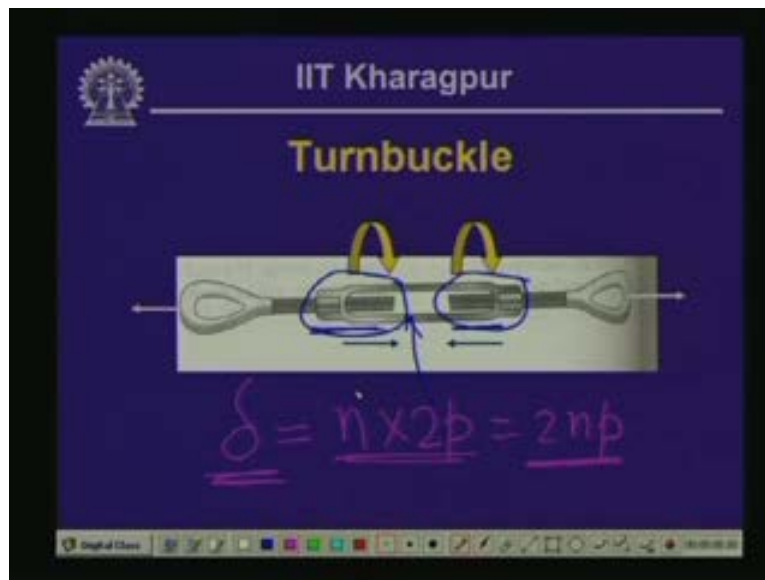 IIT Kharagpur
Turnbuckle
δ = n×2p = 2np
Digital Class